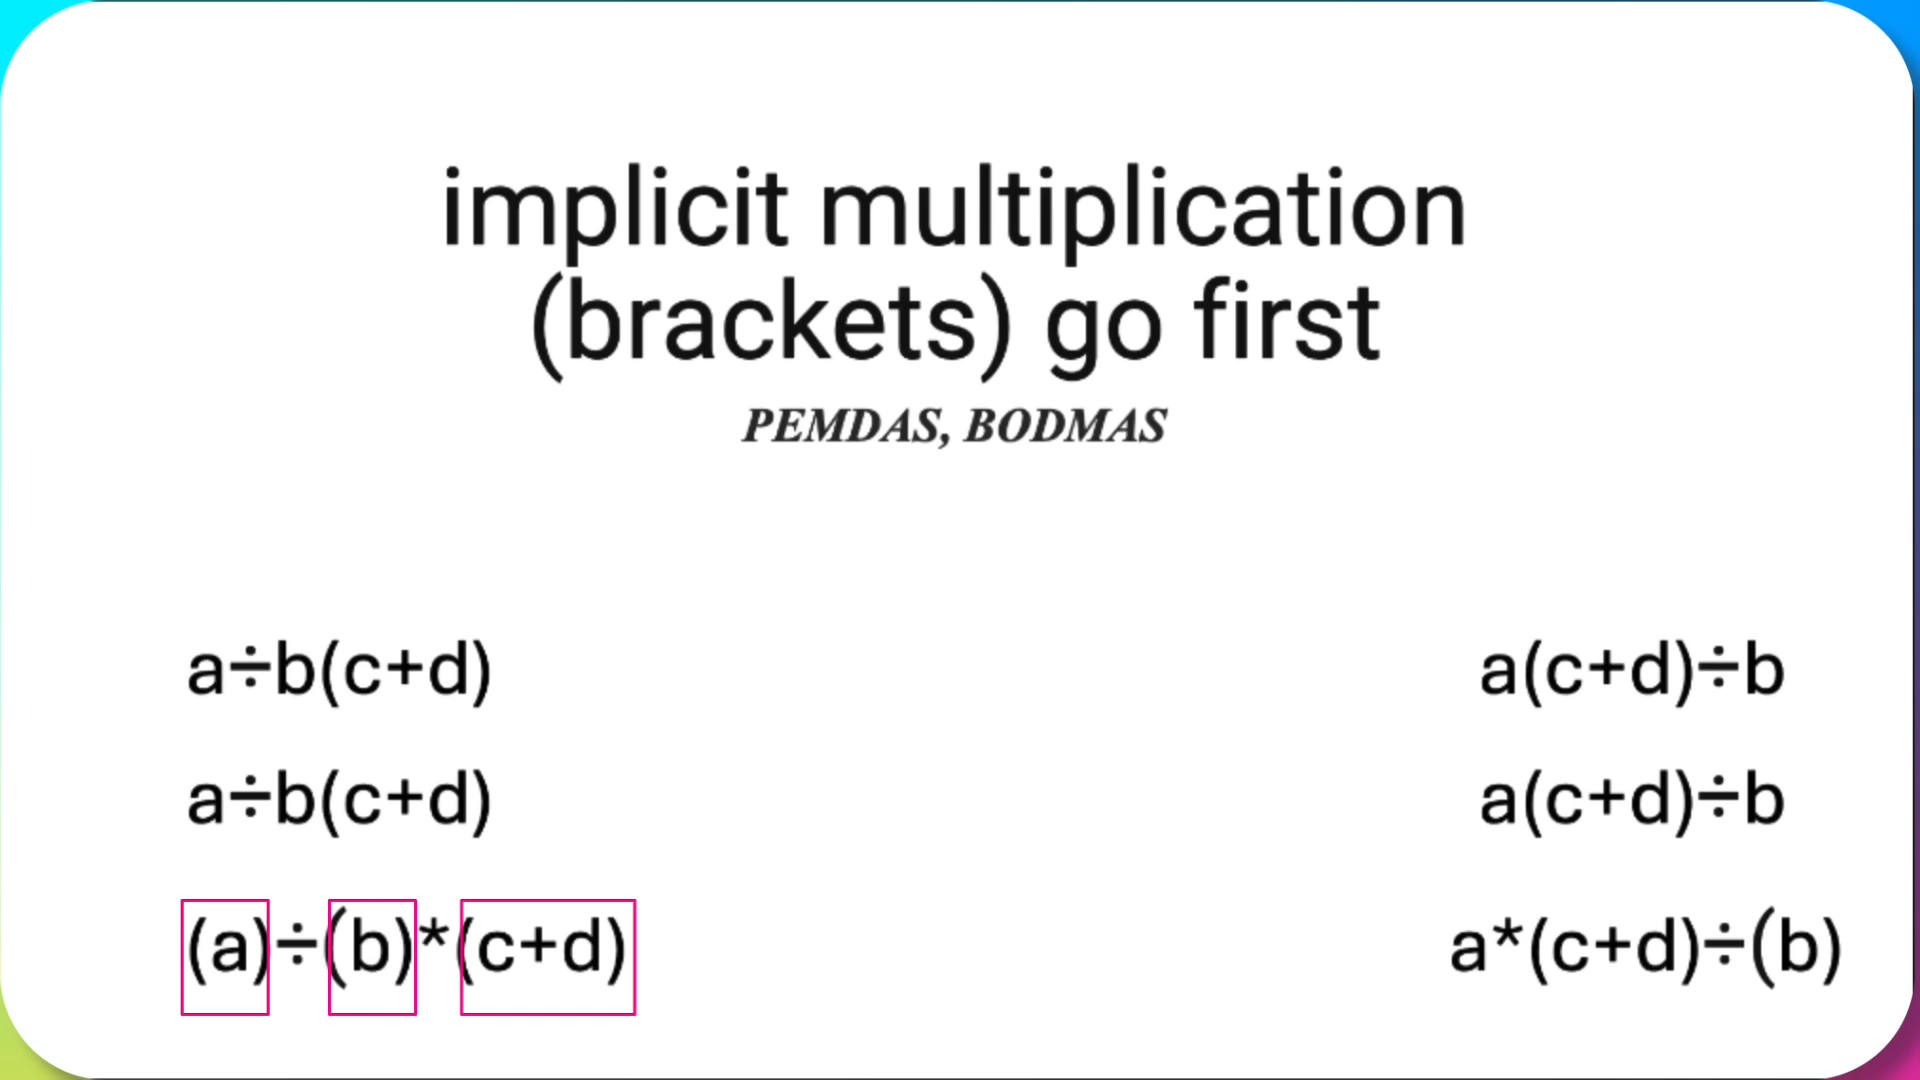 implicit multiplication
(brackets) go first
PEMDAS, BODMAS
a÷b(c+d)
a(c+d)÷b
a÷b(c+d)
a(c+d)÷b
(a)÷(b)*(c+d)
a*(c+d)÷(b)